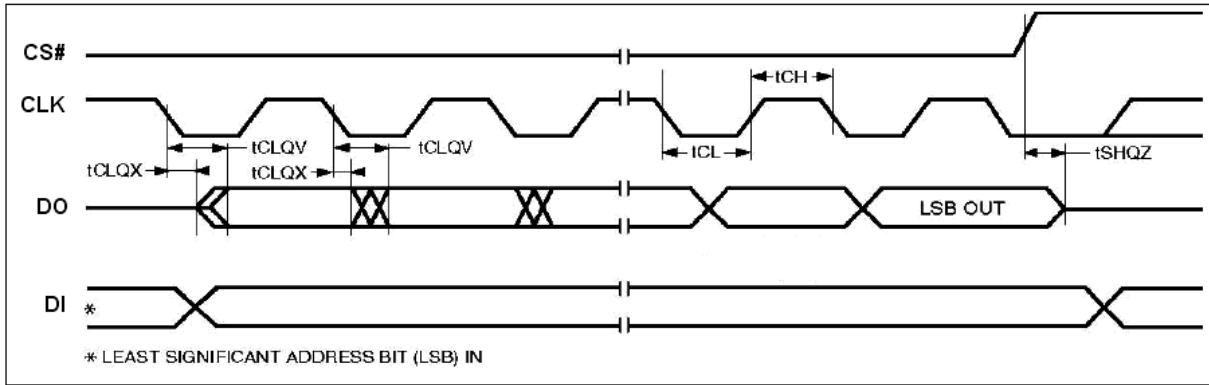 CS#
tCH
CLK
tCLQV
tCLQV
tCL
tSHQZ
tCLQX
tCLQX
DO
LSB OUT
DI
*
* LEAST SIGNIFICANT ADDRESS BIT (LSB) IN